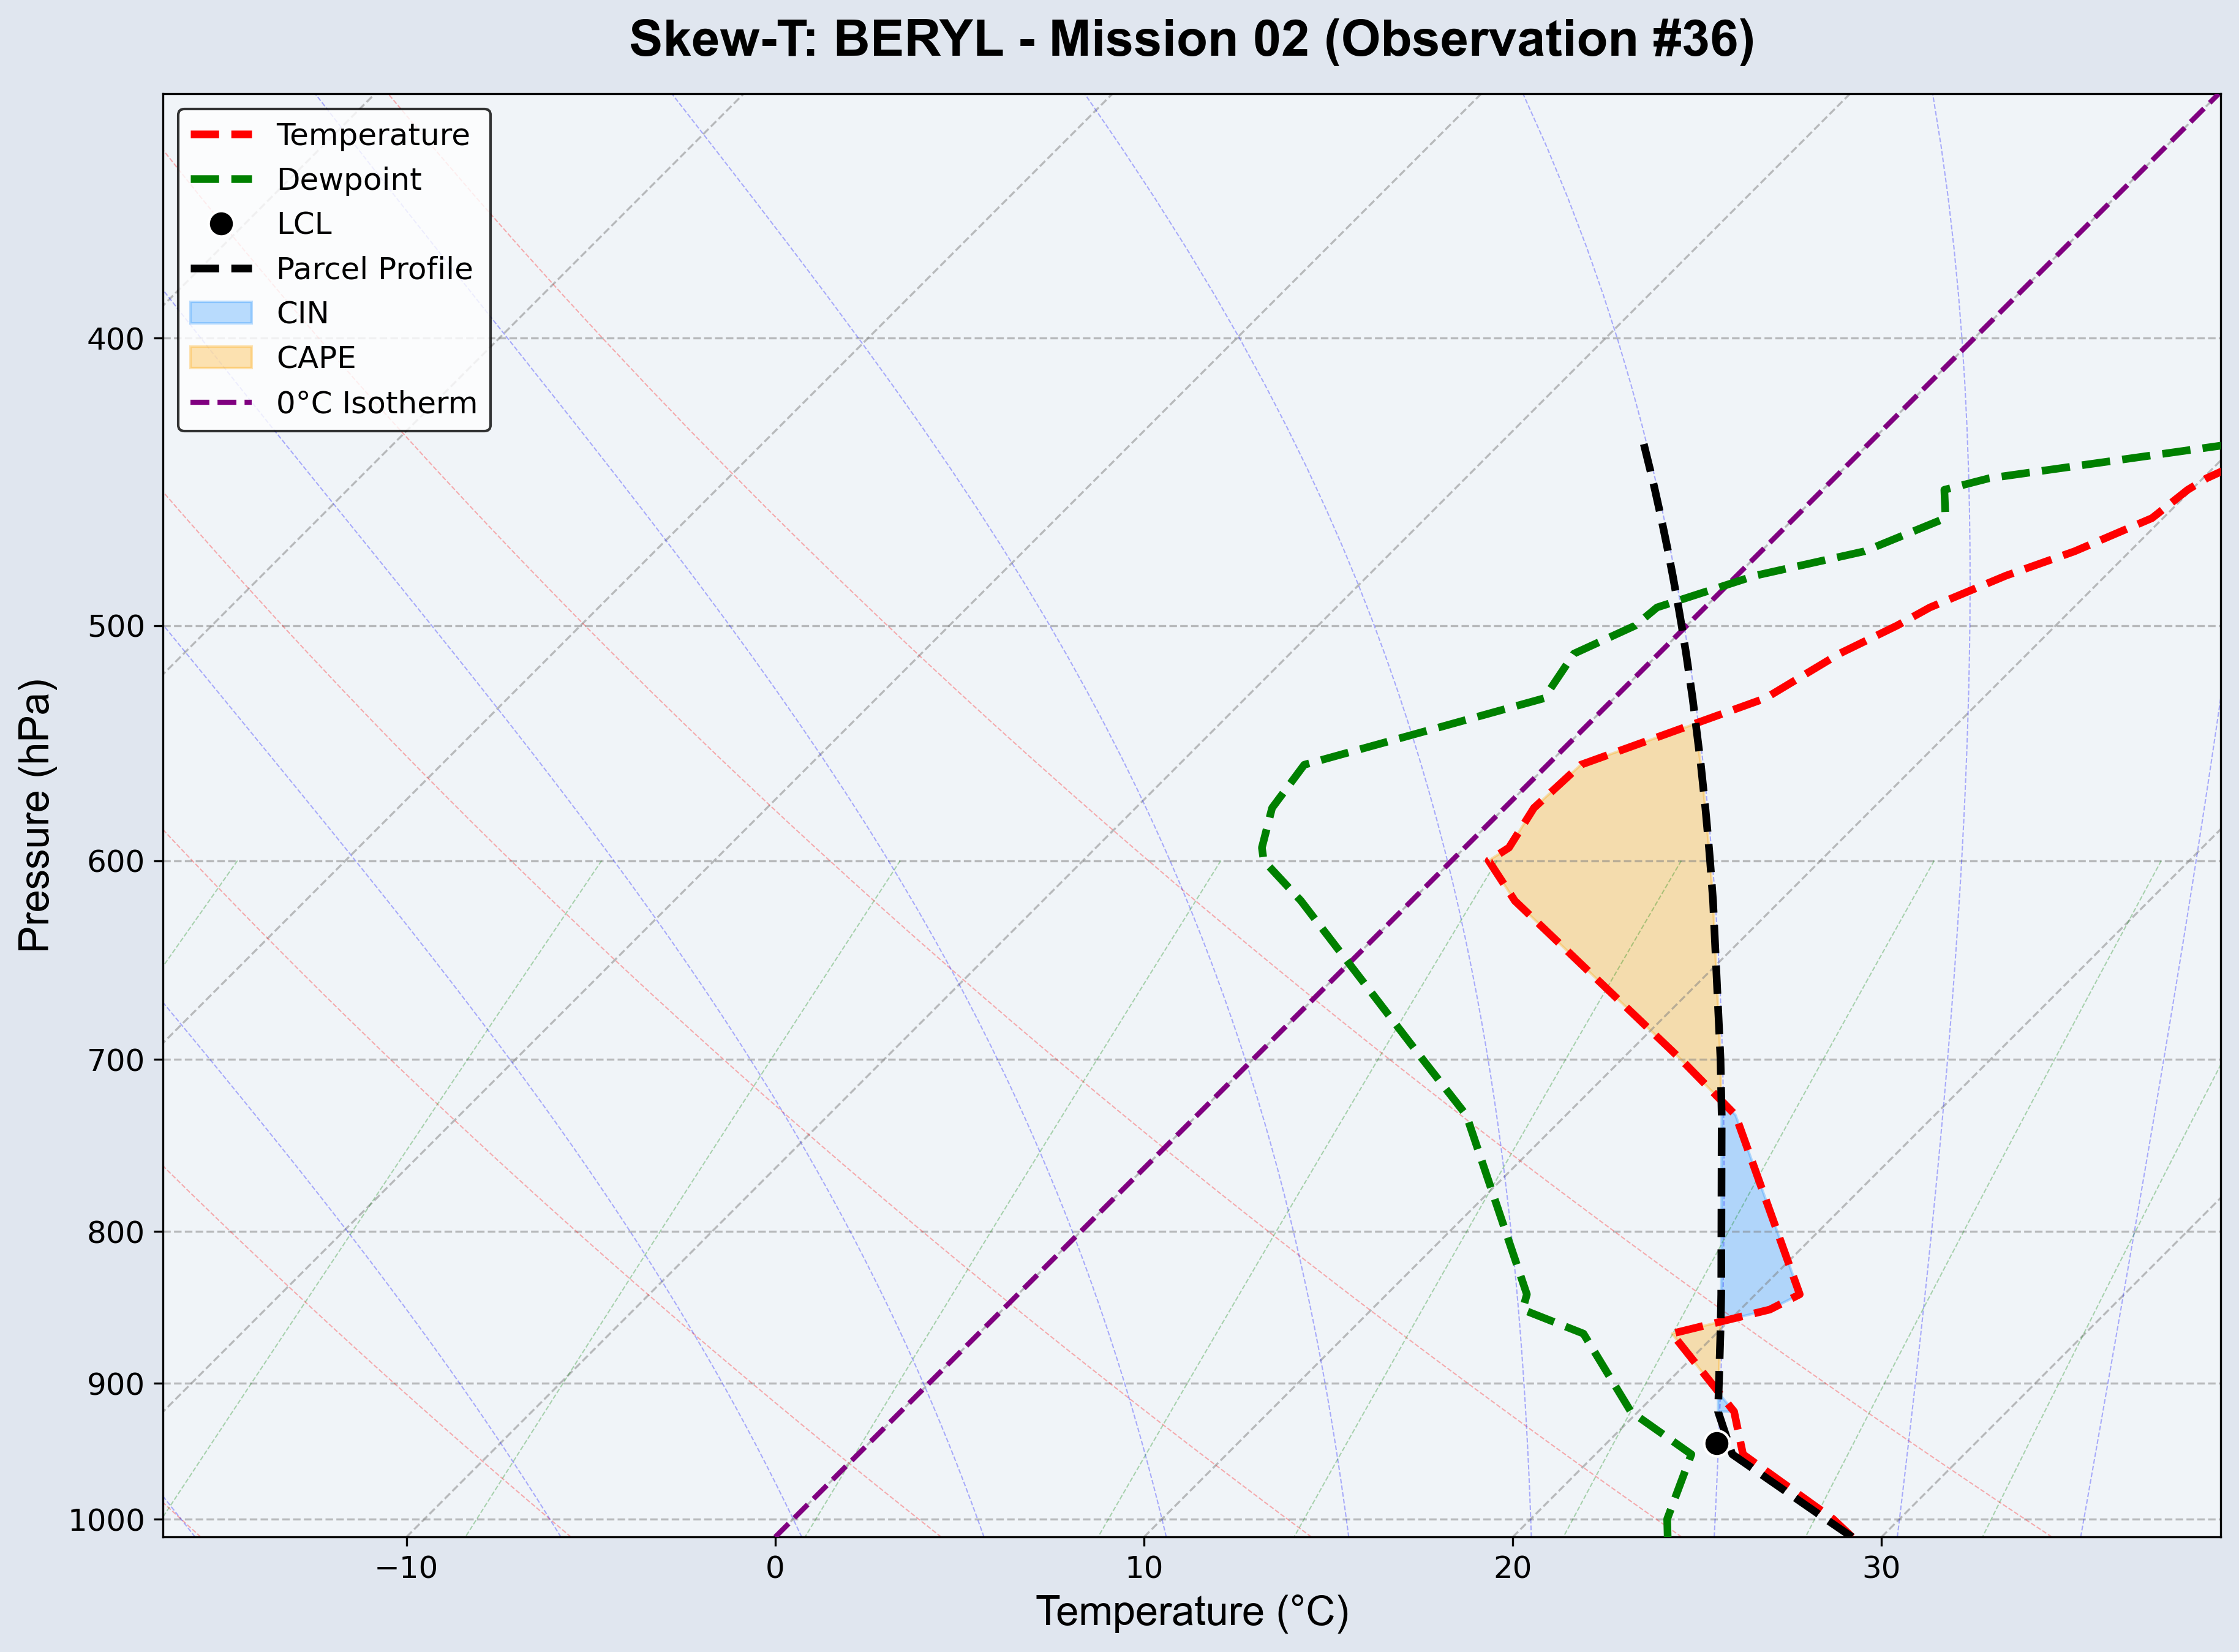 Skew-T: BERYL - Mission 02 (Observation #36)
Temperature
Dewpoint
LCL
Parcel Profile
CIN
CAPE
0°C Isotherm
400
500
600
700
800
900
1000
Pressure (hPa)
−10 0 10 20 30
Temperature (°C)